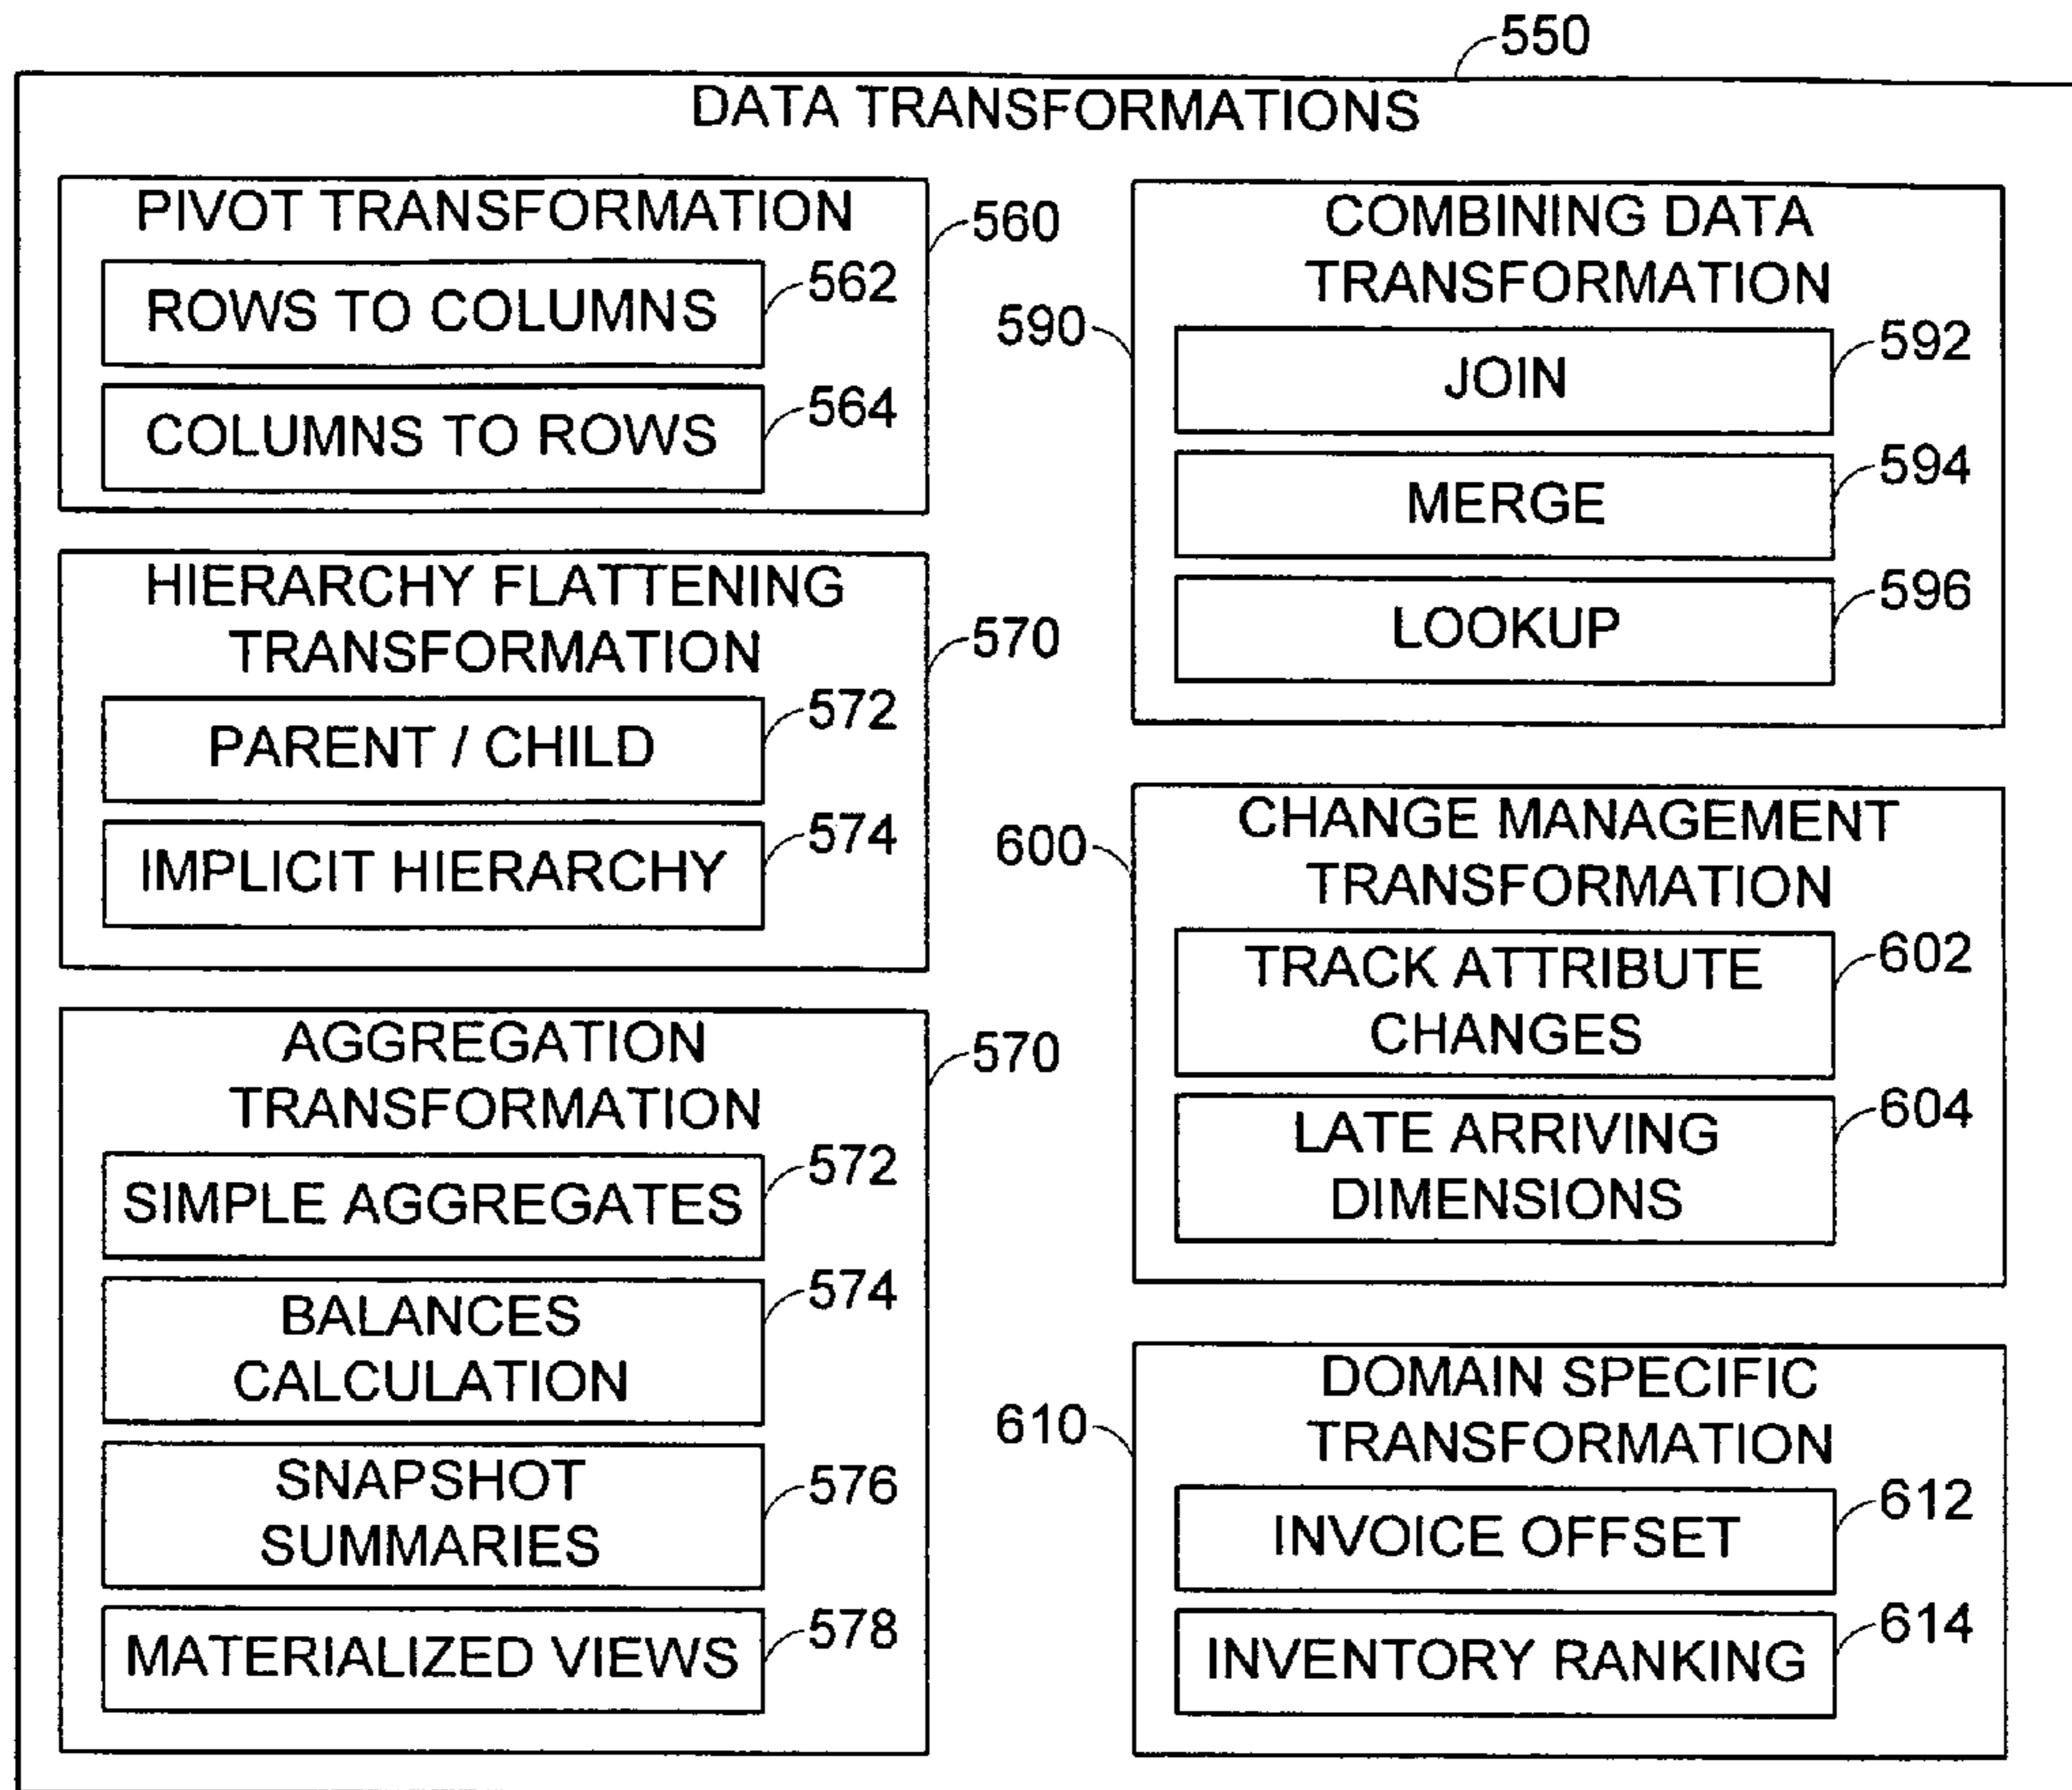 550
DATA TRANSFORMATIONS
PIVOT TRANSFORMATION
560
ROWS TO COLUMNS
562
COLUMNS TO ROWS
564
HIERARCHY FLATTENING
TRANSFORMATION
570
PARENT / CHILD
572
IMPLICIT HIERARCHY
574
AGGREGATION
TRANSFORMATION
570
SIMPLE AGGREGATES
572
BALANCES
CALCULATION
574
SNAPSHOT
SUMMARIES
576
MATERIALIZED VIEWS
578
COMBINING DATA
TRANSFORMATION
590
JOIN
592
MERGE
594
LOOKUP
596
CHANGE MANAGEMENT
TRANSFORMATION
600
TRACK ATTRIBUTE
CHANGES
602
LATE ARRIVING
DIMENSIONS
604
DOMAIN SPECIFIC
TRANSFORMATION
610
INVOICE OFFSET
612
INVENTORY RANKING
614